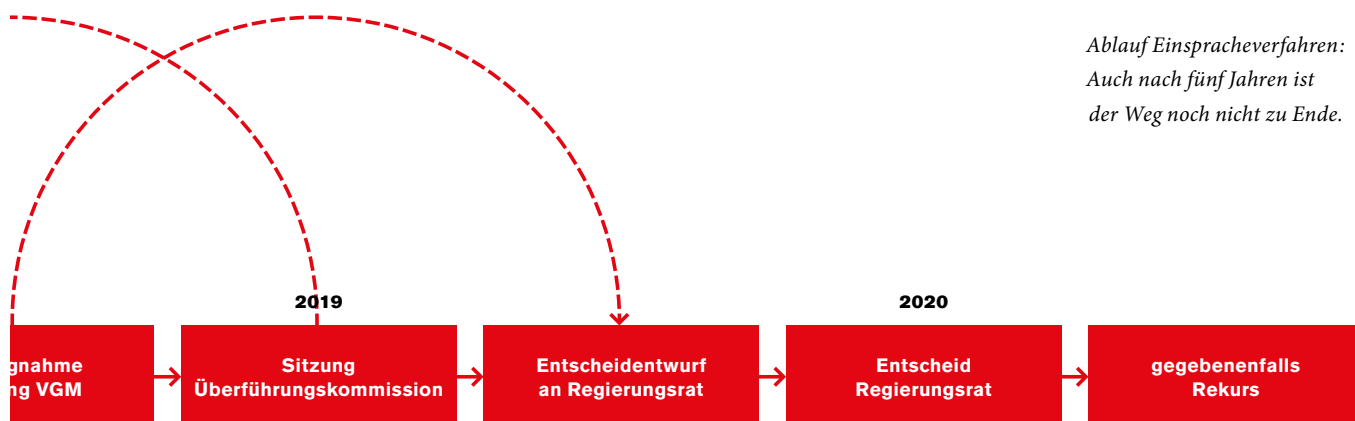 Ablauf Einspracheverfahren:
Auch nach fünf Jahren ist
der Weg noch nicht zu Ende.
2019
2020
gnahme
ng VGM
Sitzung
Überführungskommission
Entscheidentwurf
an Regierungsrat
Entscheid
Regierungsrat
gegebenenfalls
Rekurs